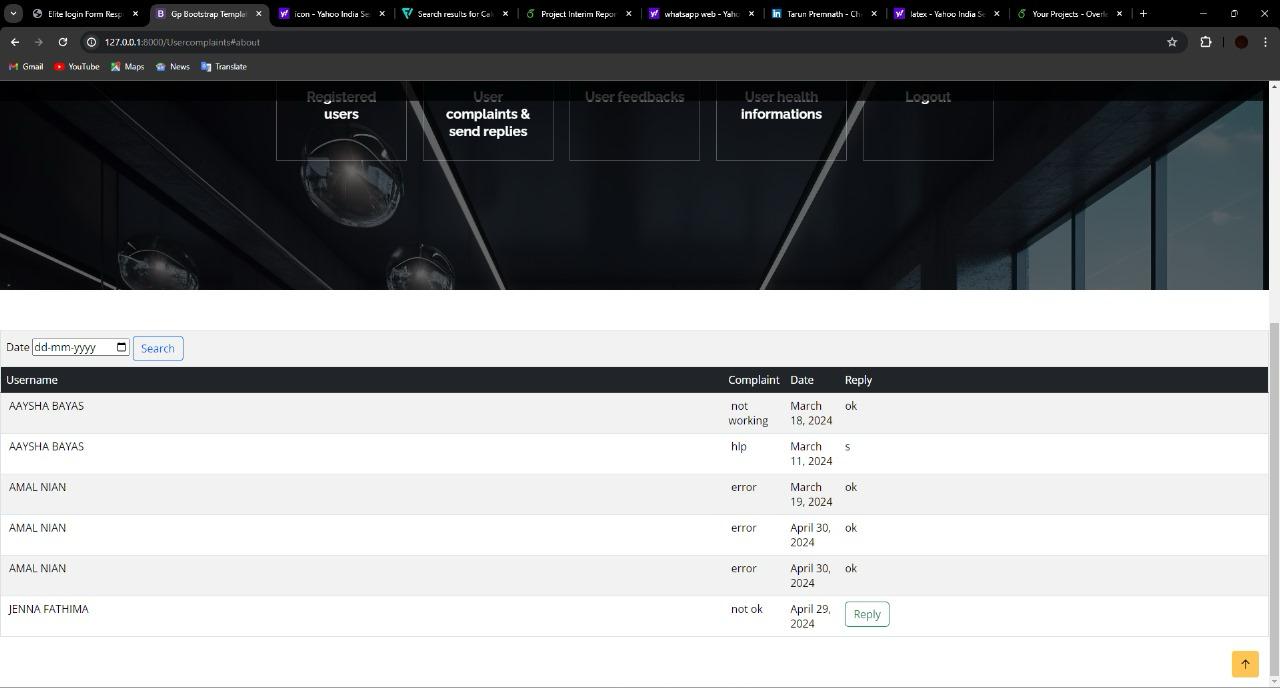 Elite login Form Resp
Gp Bootstrap Templa
icon - Yahoo India Se
Search results for Cal
Project Interim Repor
whatsapp web - Yaho
Tarun Premnath - Ch
latex - Yahoo India Se
Your Projects - Overl
127.0.0.1:8000/Usercomplaints#about
Gmail
YouTube
Maps
News
Translate
Registered
users
User
complaints &
send replies
User feedbacks
User health
informations
Logout
Date dd-mm-yyyy Search
Username Complaint Date Reply
AAYSHA BAYAS not working March 18, 2024 ok
AAYSHA BAYAS hlp March 11, 2024 s
AMAL NIAN error March 19, 2024 ok
AMAL NIAN error April 30, 2024 ok
AMAL NIAN error April 30, 2024 ok
JENNA FATHIMA not ok April 29, 2024 Reply